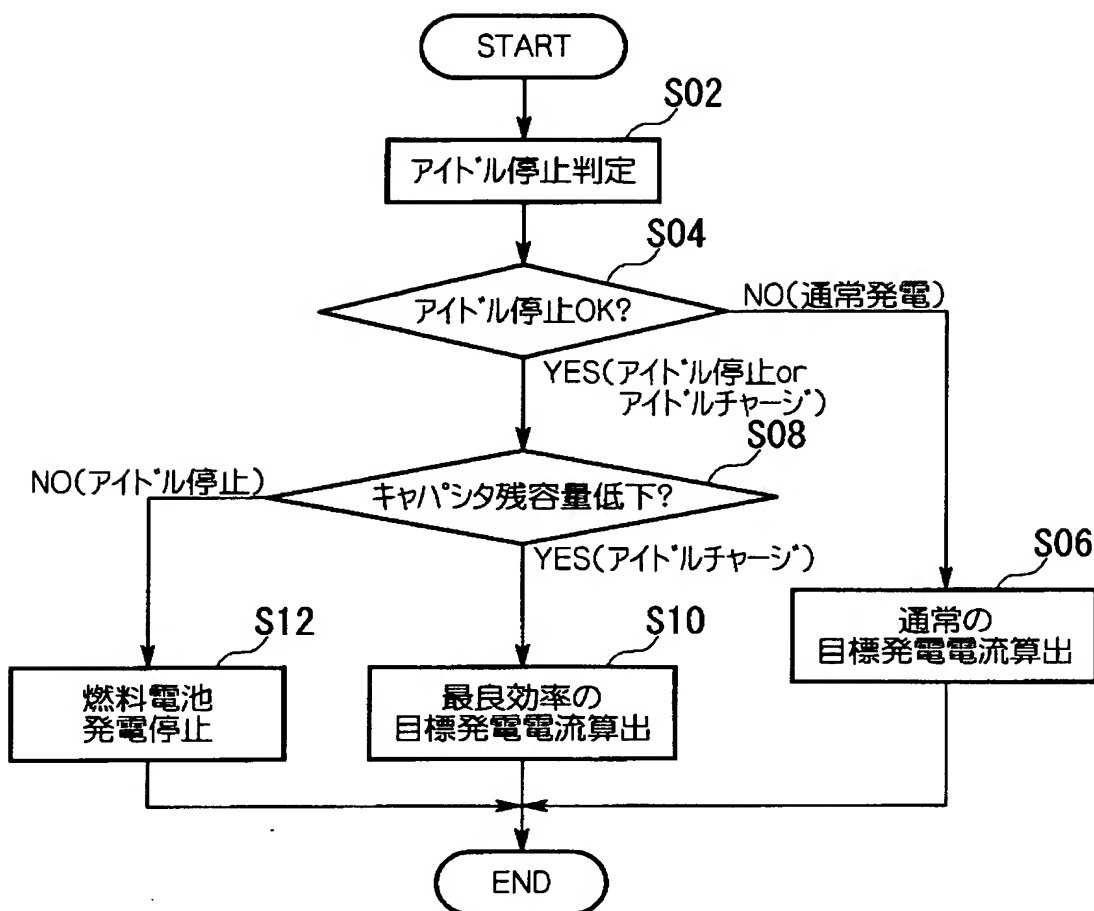 START
S02
アイドル停止判定
S04
アイドル停止OK?
NO(通常発電)
YES(アイドル停止or
アイドルチャージ)
S08
NO(アイドル停止)
キャパシタ残容量低下?
YES(アイドルチャージ)
S06
通常の
目標発電電流算出
S12
燃料電池
発電停止
S10
最良効率の
目標発電電流算出
END